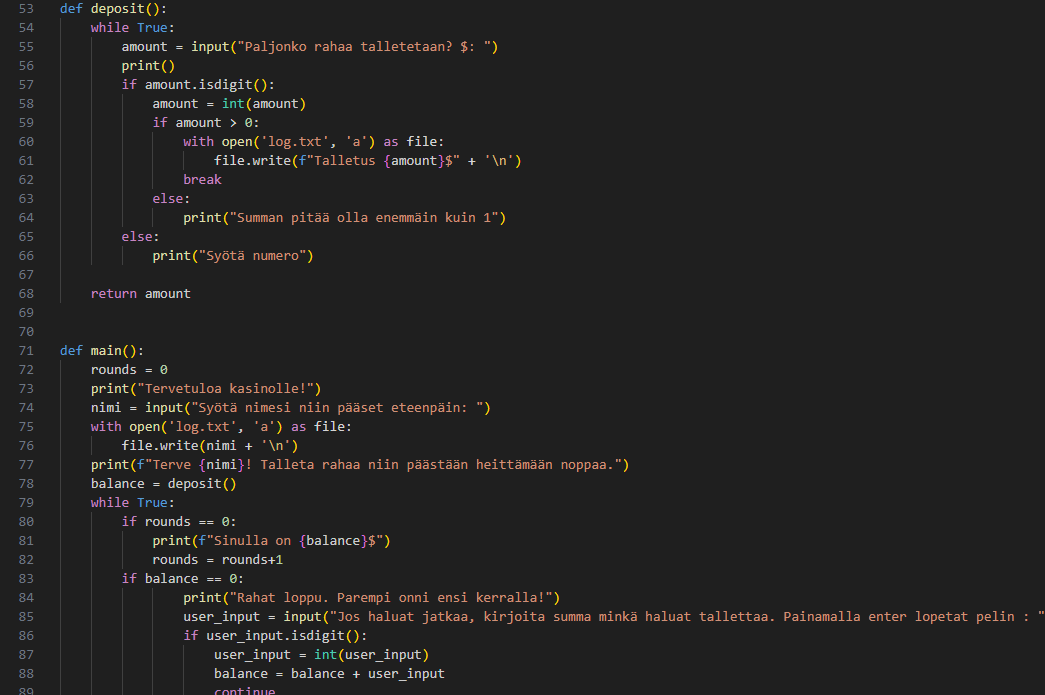 53 def deposit():
54     while True:
55         amount = input("Paljonko rahaa talletetaan? $: ")
56         print()
57         if amount.isdigit():
58             amount = int(amount)
59             if amount > 0:
60                 with open('log.txt', 'a') as file:
61                     file.write(f"Talletus {amount}$" + '\n')
62                 break
63             else:
64                 print("Summan pitää olla enemmäin kuin 1")
65         else:
66             print("Syötä numero")
67
68     return amount
69
70
71 def main():
72     rounds = 0
73     print("Tervetuloa kasinolle!")
74     nimi = input("Syötä nimesi niin pääset eteenpäin: ")
75     with open('log.txt', 'a') as file:
76         file.write(nimi + '\n')
77     print(f"Terve {nimi}! Talleta rahaa niin päästään heittämään noppaa.")
78     balance = deposit()
79     while True:
80         if rounds == 0:
81             print(f"Sinulla on {balance}$")
82             rounds = rounds+1
83         if balance == 0:
84                 print("Rahat loppu. Parempi onni ensi kerralla!")
85                 user_input = input("Jos haluat jatkaa, kirjoita summa minkä haluat tallettaa. Painamalla enter lopetat pelin : "
86                 if user_input.isdigit():
87                     user_input = int(user_input)
88                     balance = balance + user_input
89                     continue